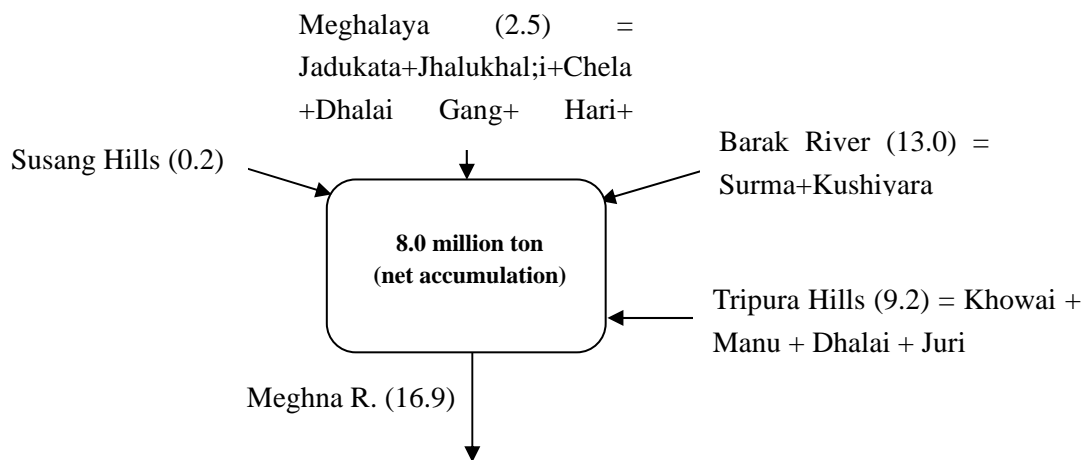 Meghalaya (2.5) =
Jadukata+Jhalukhal;i+Chela
+Dhalai Gang+ Hari+
Susang Hills (0.2)
Barak River (13.0) =
Surma+Kushiyara
8.0 million ton
(net accumulation)
Tripura Hills (9.2) = Khowai +
Manu + Dhalai + Juri
Meghna R. (16.9)